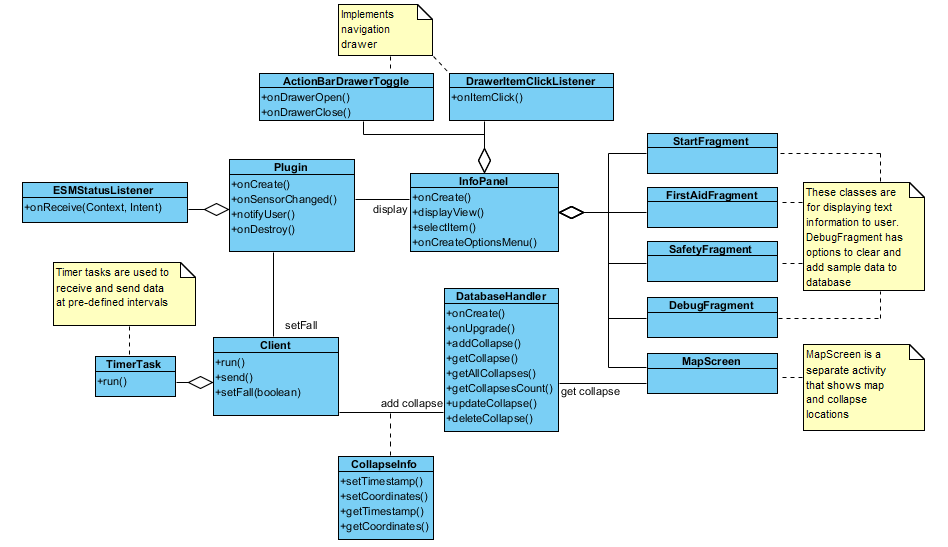 Implements
navigation
drawer
ActionBarDrawerToggle
+onDrawerOpen()
+onDrawerClose()
DrawerItemClickListener
+onItemClick()
ESMStatusListener
+onReceive(Context, Intent)
Plugin
+onCreate()
+onSensorChanged()
+notifyUser()
+onDestroy()
display
InfoPanel
+onCreate()
+displayView()
+selectItem()
+onCreateOptionsMenu()
StartFragment
FirstAidFragment
SafetyFragment
DebugFragment
MapScreen
These classes are
for displaying text
information to user.
DebugFragment has
options to clear and
add sample data to
database
Timer tasks are used to
receive and send data
at pre-defined intervals
TimerTask
+run()
setFall
Client
+run()
+send()
+setFall(boolean)
add collapse
DatabaseHandler
+onCreate()
+onUpgrade()
+addCollapse()
+getCollapse()
+getAllCollapses()
+getCollapsesCount()
+updateCollapse()
+deleteCollapse()
get collapse
MapScreen is a
separate activity
that shows map
and collapse
locations
CollapseInfo
+setTimestamp()
+setCoordinates()
+getTimestamp()
+getCoordinates()